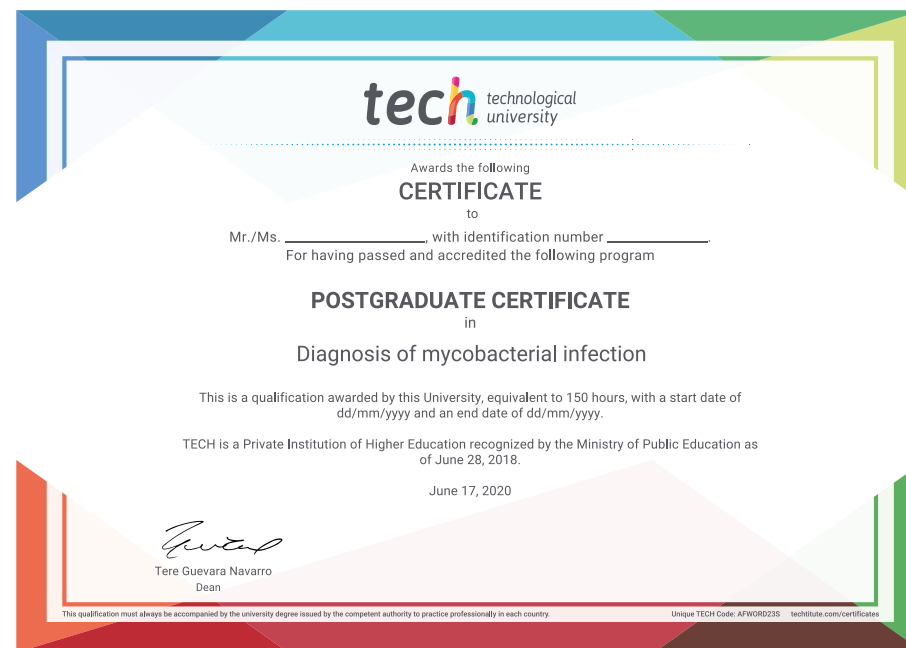 tech technological
university
Awards the following
CERTIFICATE
to
Mr./Ms. ____________________, with identification number ______________.
For having passed and accredited the following program
POSTGRADUATE CERTIFICATE
in
Diagnosis of mycobacterial infection
This is a qualification awarded by this University, equivalent to 150 hours, with a start date of
dd/mm/yyyy and an end date of dd/mm/yyyy.
TECH is a Private Institution of Higher Education recognized by the Ministry of Public Education as
of June 28, 2018.
June 17, 2020
Tere Guevara Navarro
Dean
This qualification must always be accompanied by the university degree issued by the competent authority to practice professionally in each country.
Unique TECH Code: AFWORD23S techtitute.com/certificates